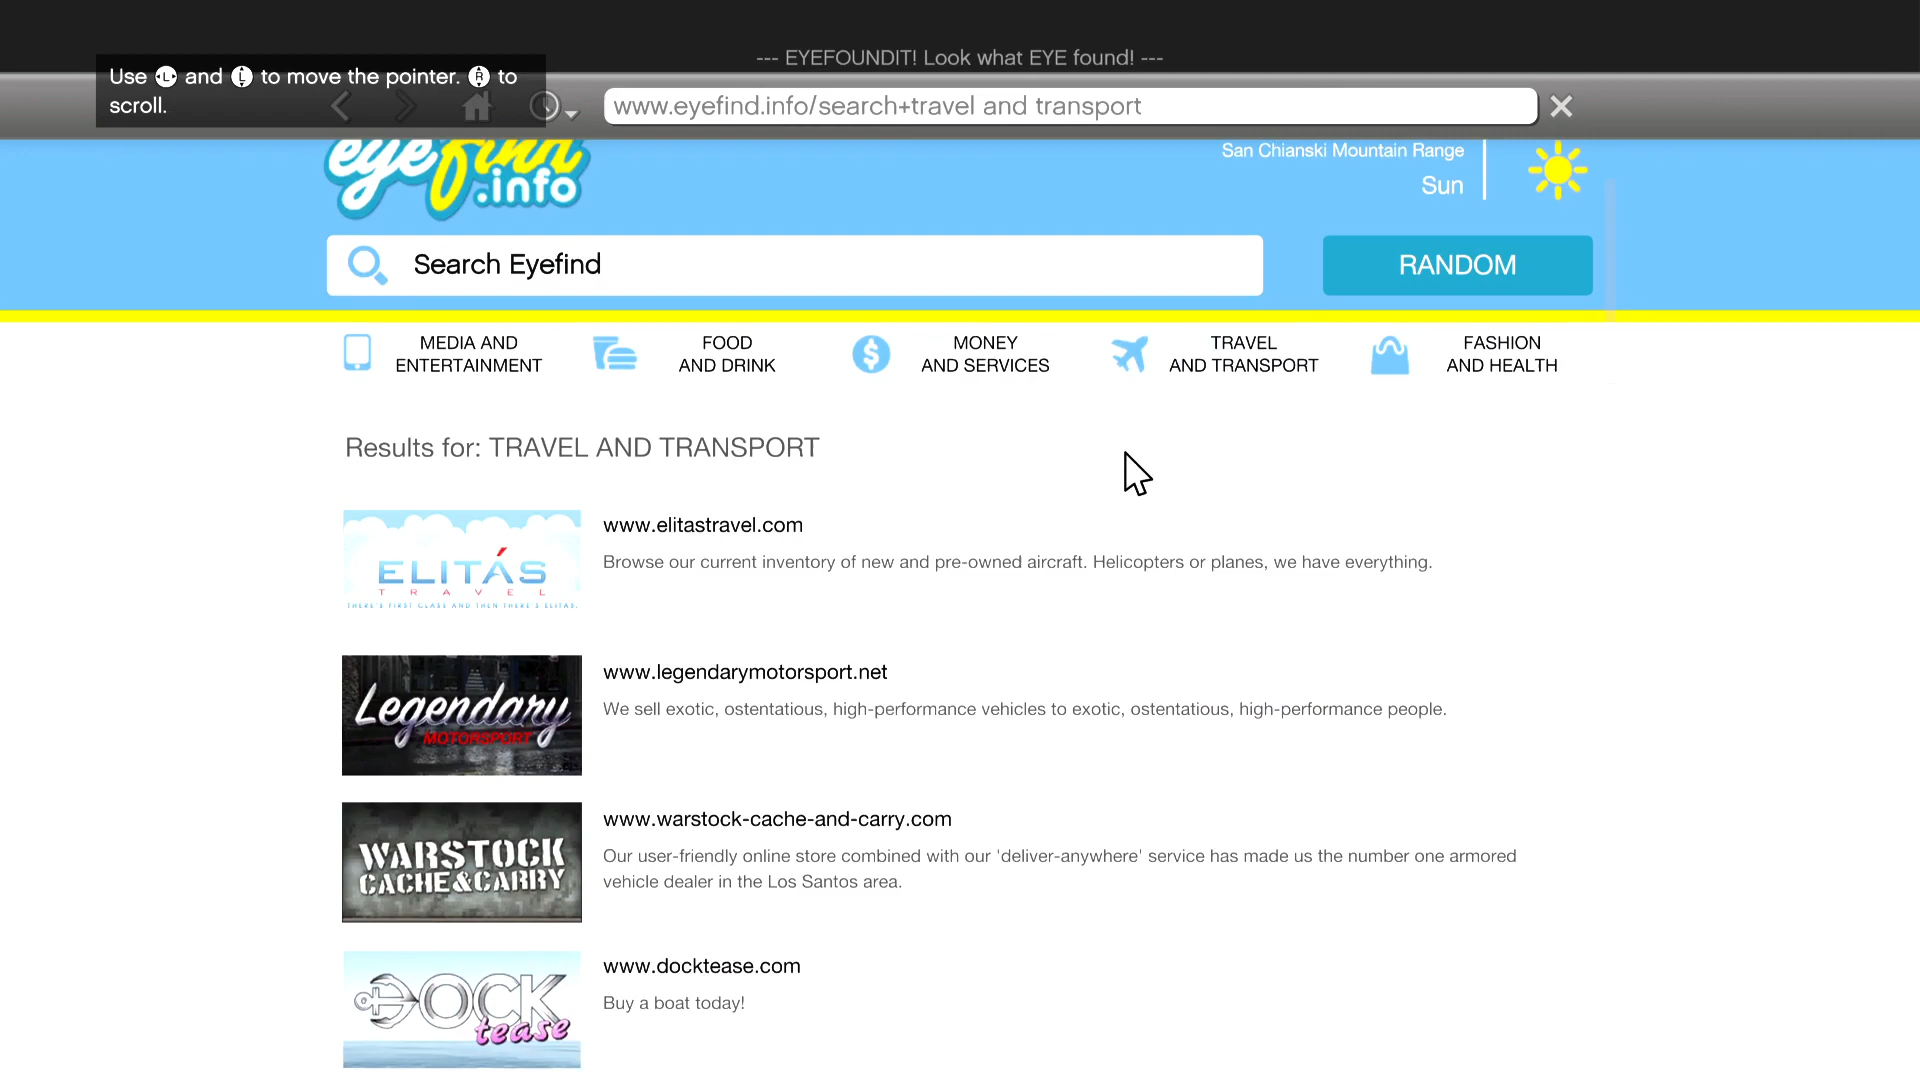 --- EYEFOUNDIT! Look what EYE found! ---
Use L and L to move the pointer. R to
scroll.
www.eyefind.info/search+travel and transport
eyefind
.info
San Chianski Mountain Range
Sun
Search Eyefind
RANDOM
MEDIA AND
ENTERTAINMENT
FOOD
AND DRINK
MONEY
AND SERVICES
TRAVEL
AND TRANSPORT
FASHION
AND HEALTH
Results for: TRAVEL AND TRANSPORT
ELITÁS
TRAVEL
THERE'S FIRST CLASS AND THEN THERE'S ELITAS.
www.elitastravel.com
Browse our current inventory of new and pre-owned aircraft. Helicopters or planes, we have everything.
Legendary
MOTORSPORT
www.legendarymotorsport.net
We sell exotic, ostentatious, high-performance vehicles to exotic, ostentatious, high-performance people.
WARSTOCK
CACHE&CARRY
www.warstock-cache-and-carry.com
Our user-friendly online store combined with our 'deliver-anywhere' service has made us the number one armored
vehicle dealer in the Los Santos area.
DOCK
tease
www.docktease.com
Buy a boat today!